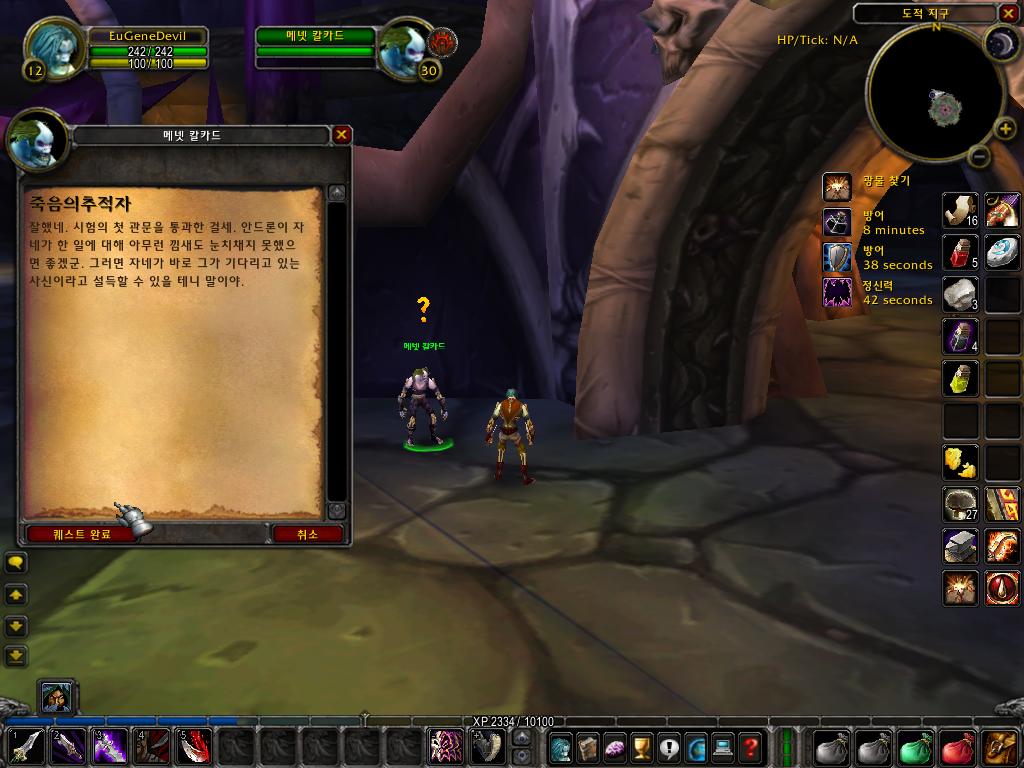 EuGeneDevil
242 / 242
100 / 100
12
메넷 칼카드
30
도적 지구
N
HP/Tick: N/A
메넷 칼카드
죽음의추적자
잘했네. 시험의 첫 관문을 통과한 걸세. 안드론이 자
네가 한 일에 대해 아무런 낌새도 눈치채지 못했으
면 좋겠군. 그러면 자네가 바로 그가 기다리고 있는
사신이라고 설득할 수 있을 테니 말이야.
퀘스트 완료
취소
광물 찾기
방어
8 minutes
방어
38 seconds
정신력
42 seconds
16
5
3
4
27
?
메넷 칼카드
XP 2334 / 10100
1
2
3
4
5